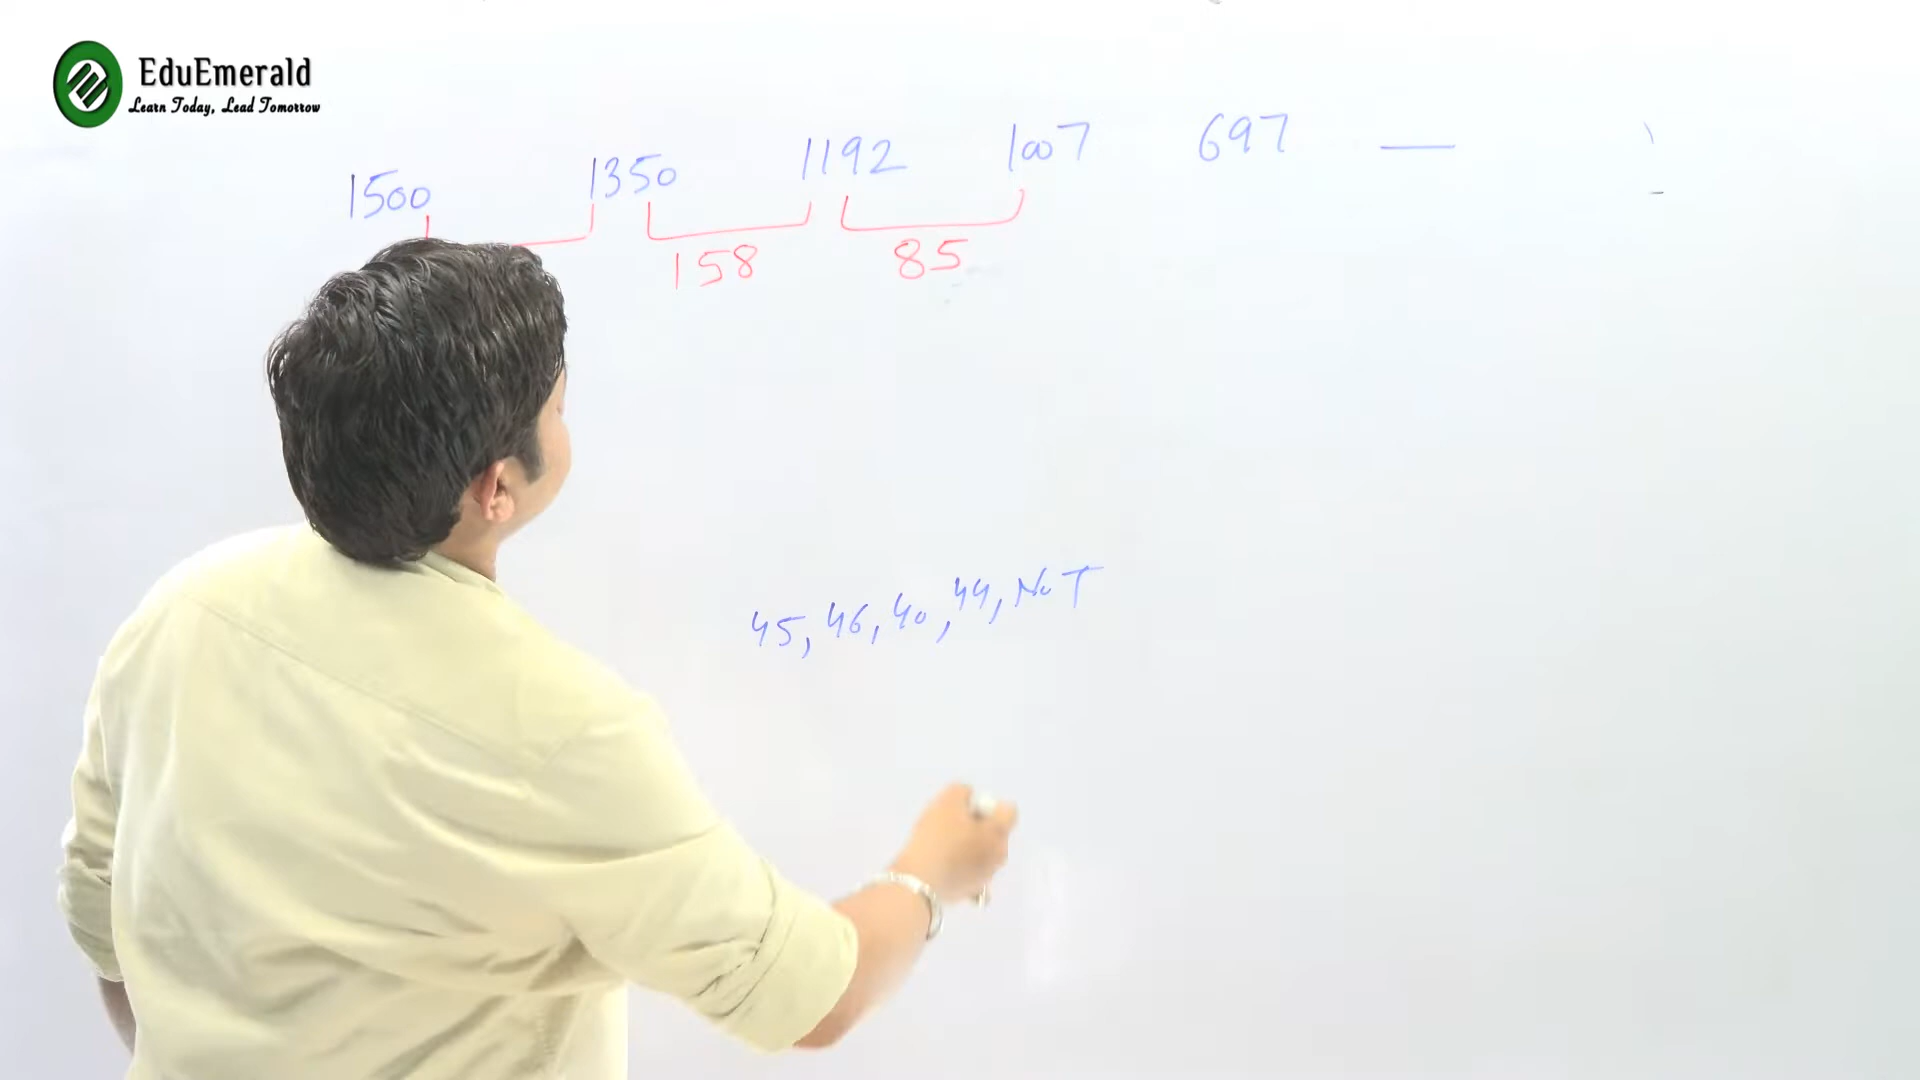 EduEmerald
Learn Today, Lead Tomorrow
1500 1350 1192 1007 697 —
158 85
45, 46, 40, 44, NoT